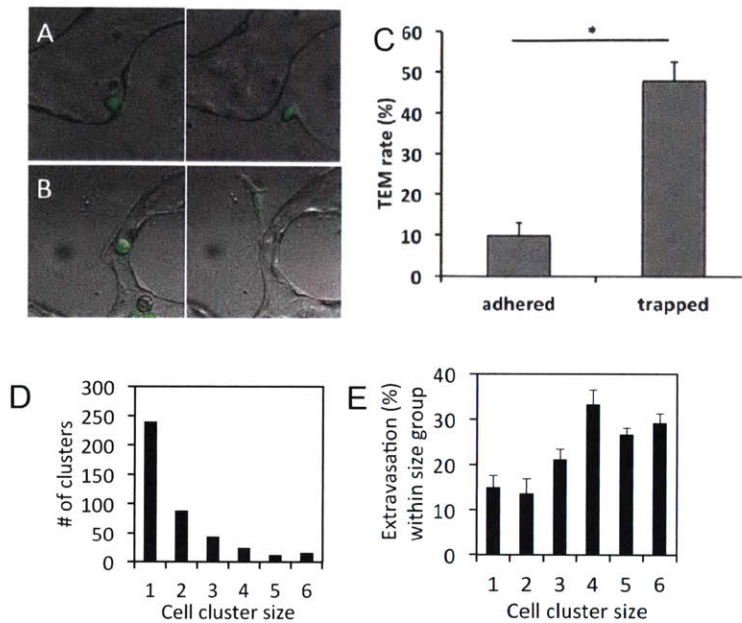 A
B
C
*
TEM rate (%)
60
50
40
30
20
10
0
adhered
trapped
D
# of clusters
300
250
200
150
100
50
0
1 2 3 4 5 6
Cell cluster size
E
Extravasation (%)
within size group
40
30
20
10
0
1 2 3 4 5 6
Cell cluster size